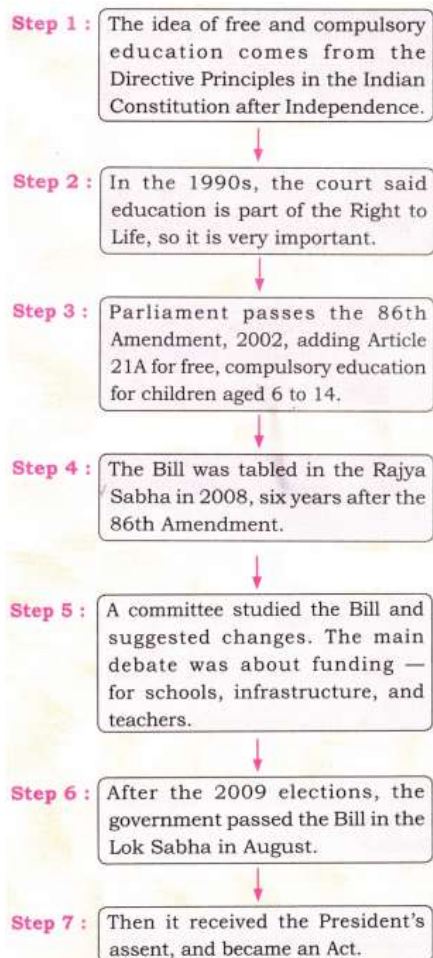 Step 1 : The idea of free and compulsory
education comes from the
Directive Principles in the Indian
Constitution after Independence.
Step 2 : In the 1990s, the court said
education is part of the Right to
Life, so it is very important.
Step 3 : Parliament passes the 86th
Amendment, 2002, adding Article
21A for free, compulsory education
for children aged 6 to 14.
Step 4 : The Bill was tabled in the Rajya
Sabha in 2008, six years after the
86th Amendment.
Step 5 : A committee studied the Bill and
suggested changes. The main
debate was about funding —
for schools, infrastructure, and
teachers.
Step 6 : After the 2009 elections, the
government passed the Bill in the
Lok Sabha in August.
Step 7 : Then it received the President's
assent, and became an Act.